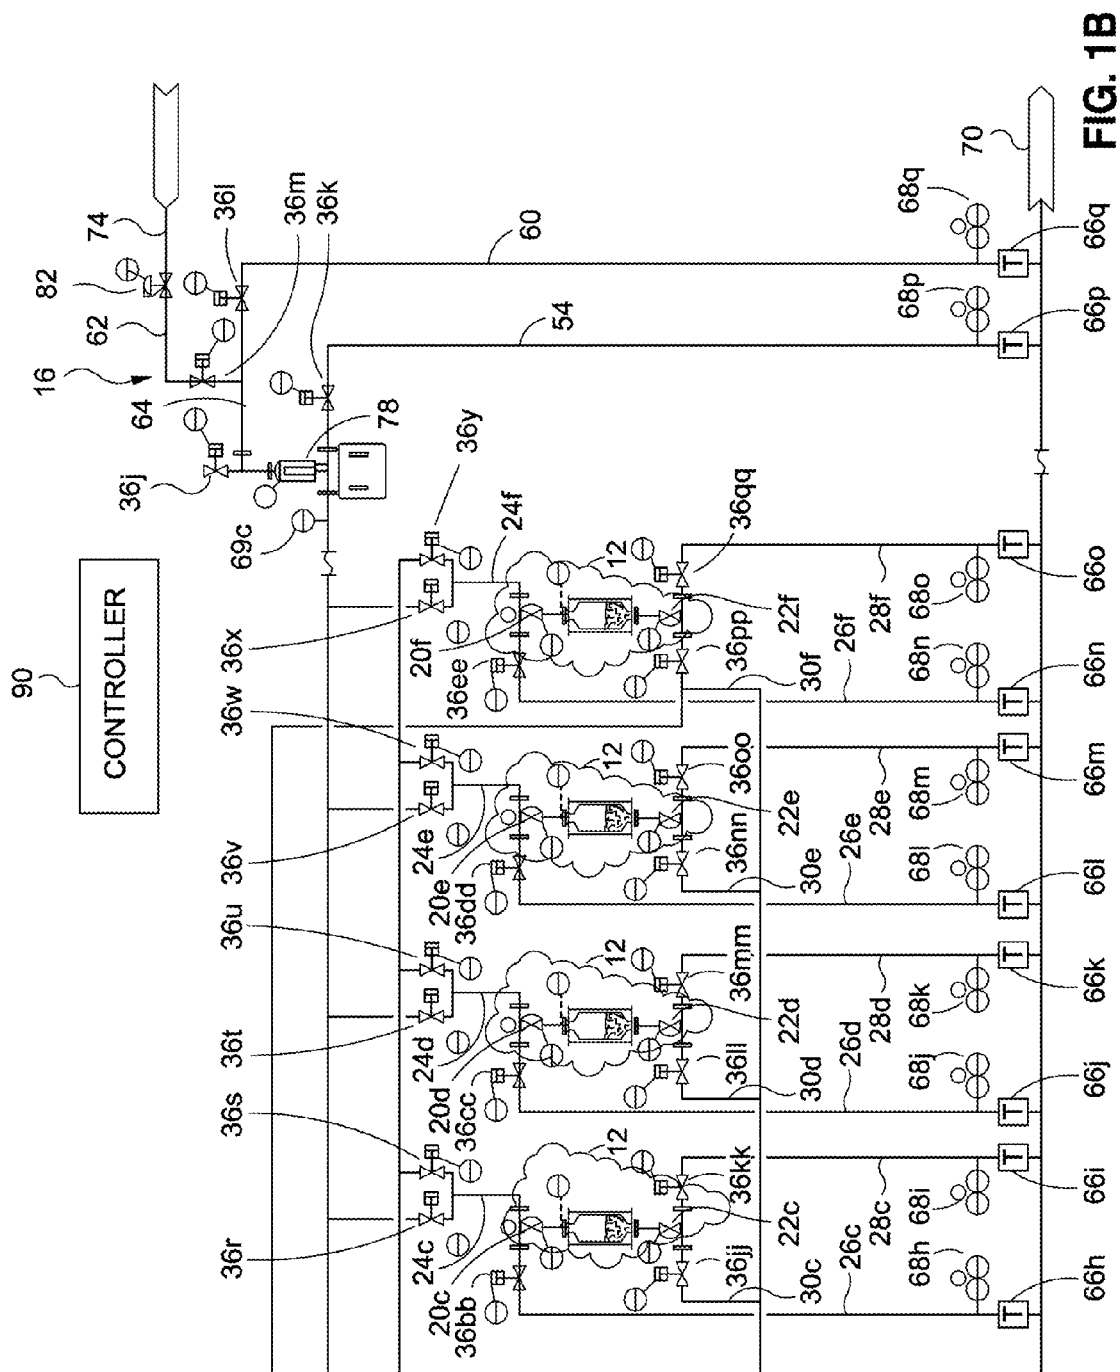 FIG. 1B
90
CONTROLLER
16
62
82
74
64
36j
69c
36l
36m
36k
78
60
54
70
68q
66q
68p
66p
36r
36s
36t
36u
36v
36w
36x
36y
24c
20c
36bb
24d
20d
36cc
24e
20e
36dd
24f
20f
36ee
12
12
12
12
36jj
36kk
22c
30c
36ll
36mm
22d
30d
36nn
36oo
22e
30e
36pp
36qq
22f
30f
26c
28c
26d
28d
26e
28e
26f
28f
68h
68i
68j
68k
68l
68m
68n
68o
T
T
T
T
T
T
T
T
T
T
66h
66i
66j
66k
66l
66m
66n
66o